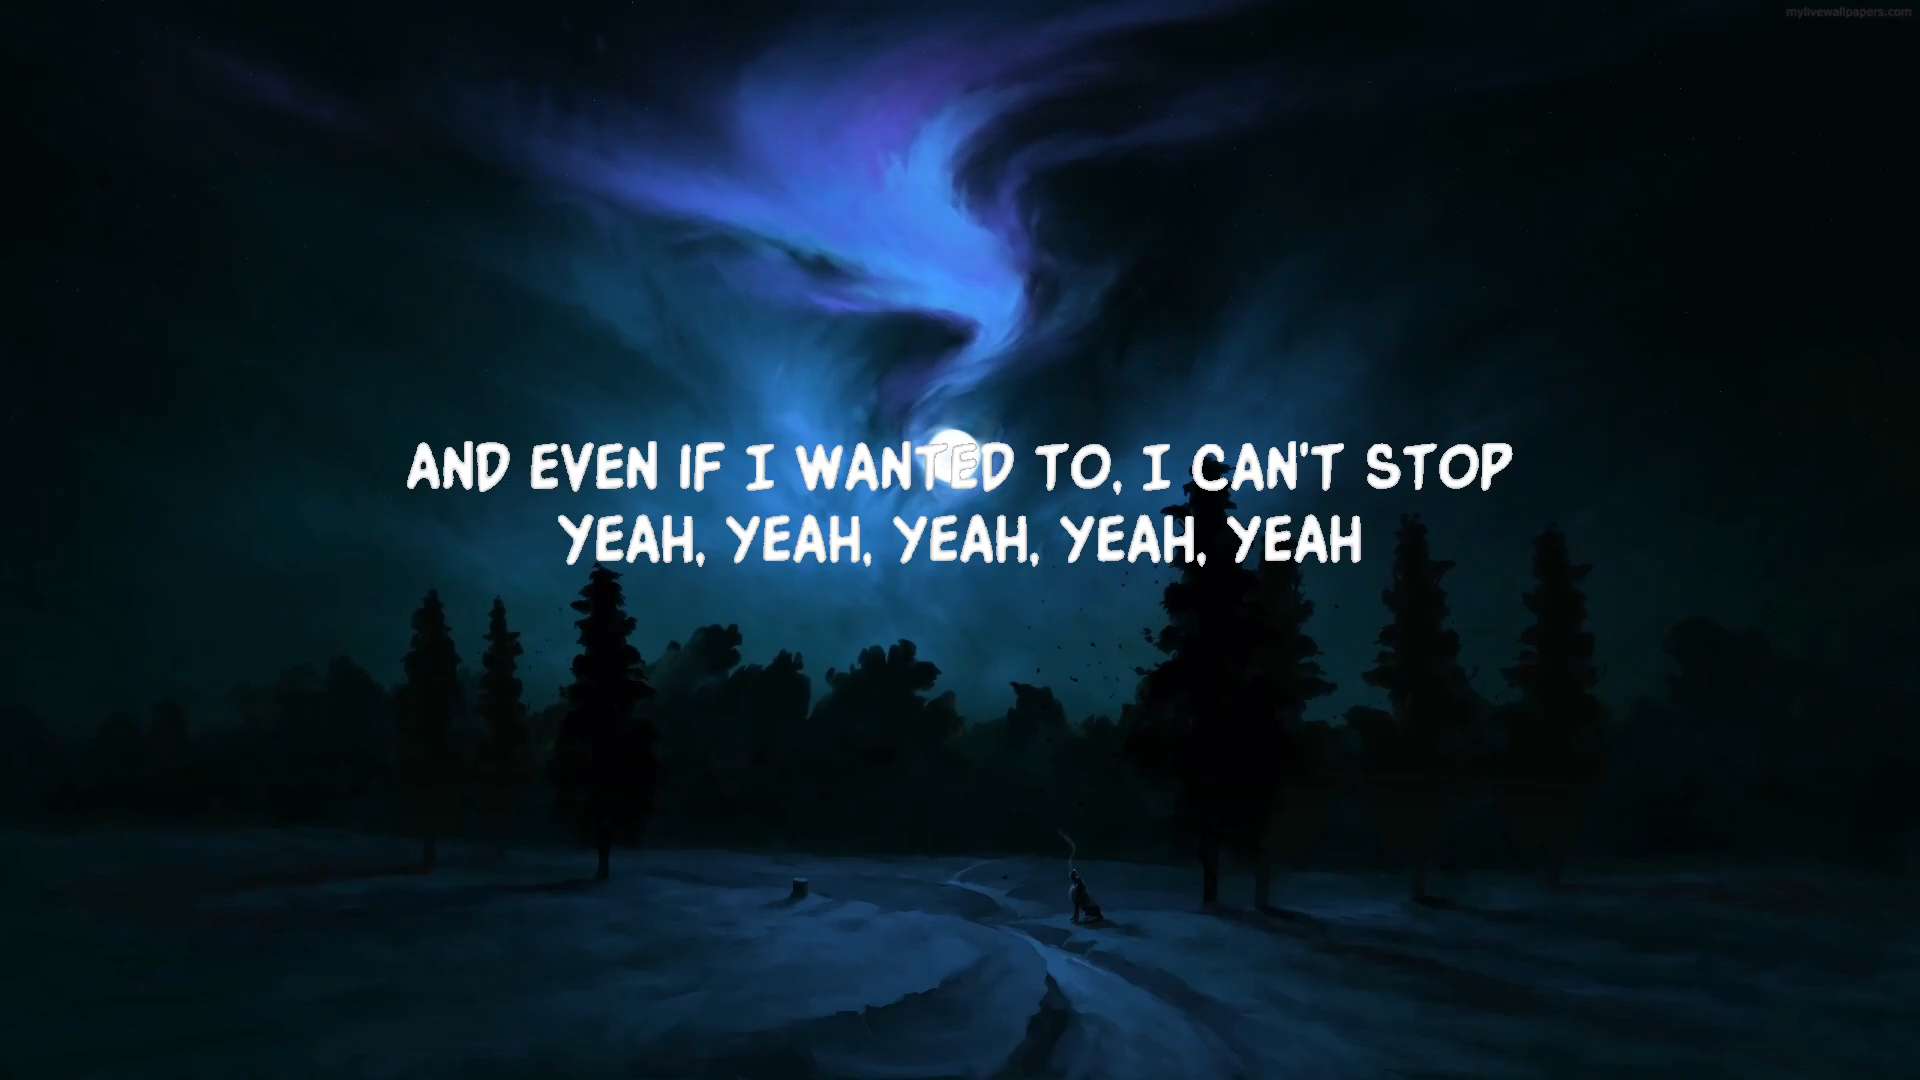 mylivewallpapers.com
AND EVEN IF I WANTED TO, I CAN'T STOP
YEAH, YEAH, YEAH, YEAH, YEAH